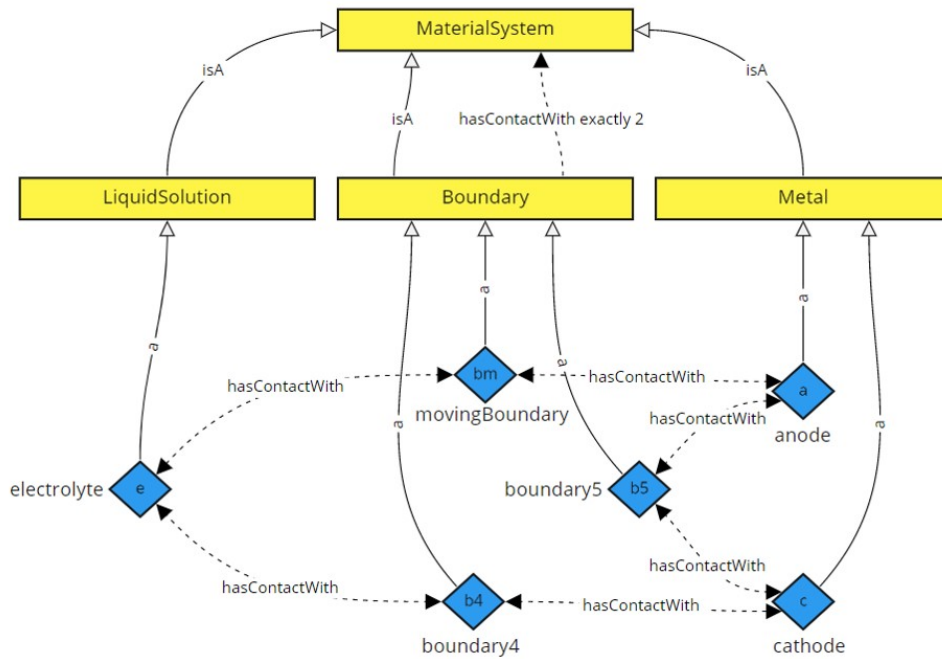 MaterialSystem
isA
isA
hasContactWith exactly 2
isA
LiquidSolution
Boundary
Metal
a
a
a
a
a
a
hasContactWith
bm
movingBoundary
hasContactWith
a
anode
hasContactWith
electrolyte
e
boundary5
b5
hasContactWith
hasContactWith
b4
boundary4
hasContactWith
c
cathode